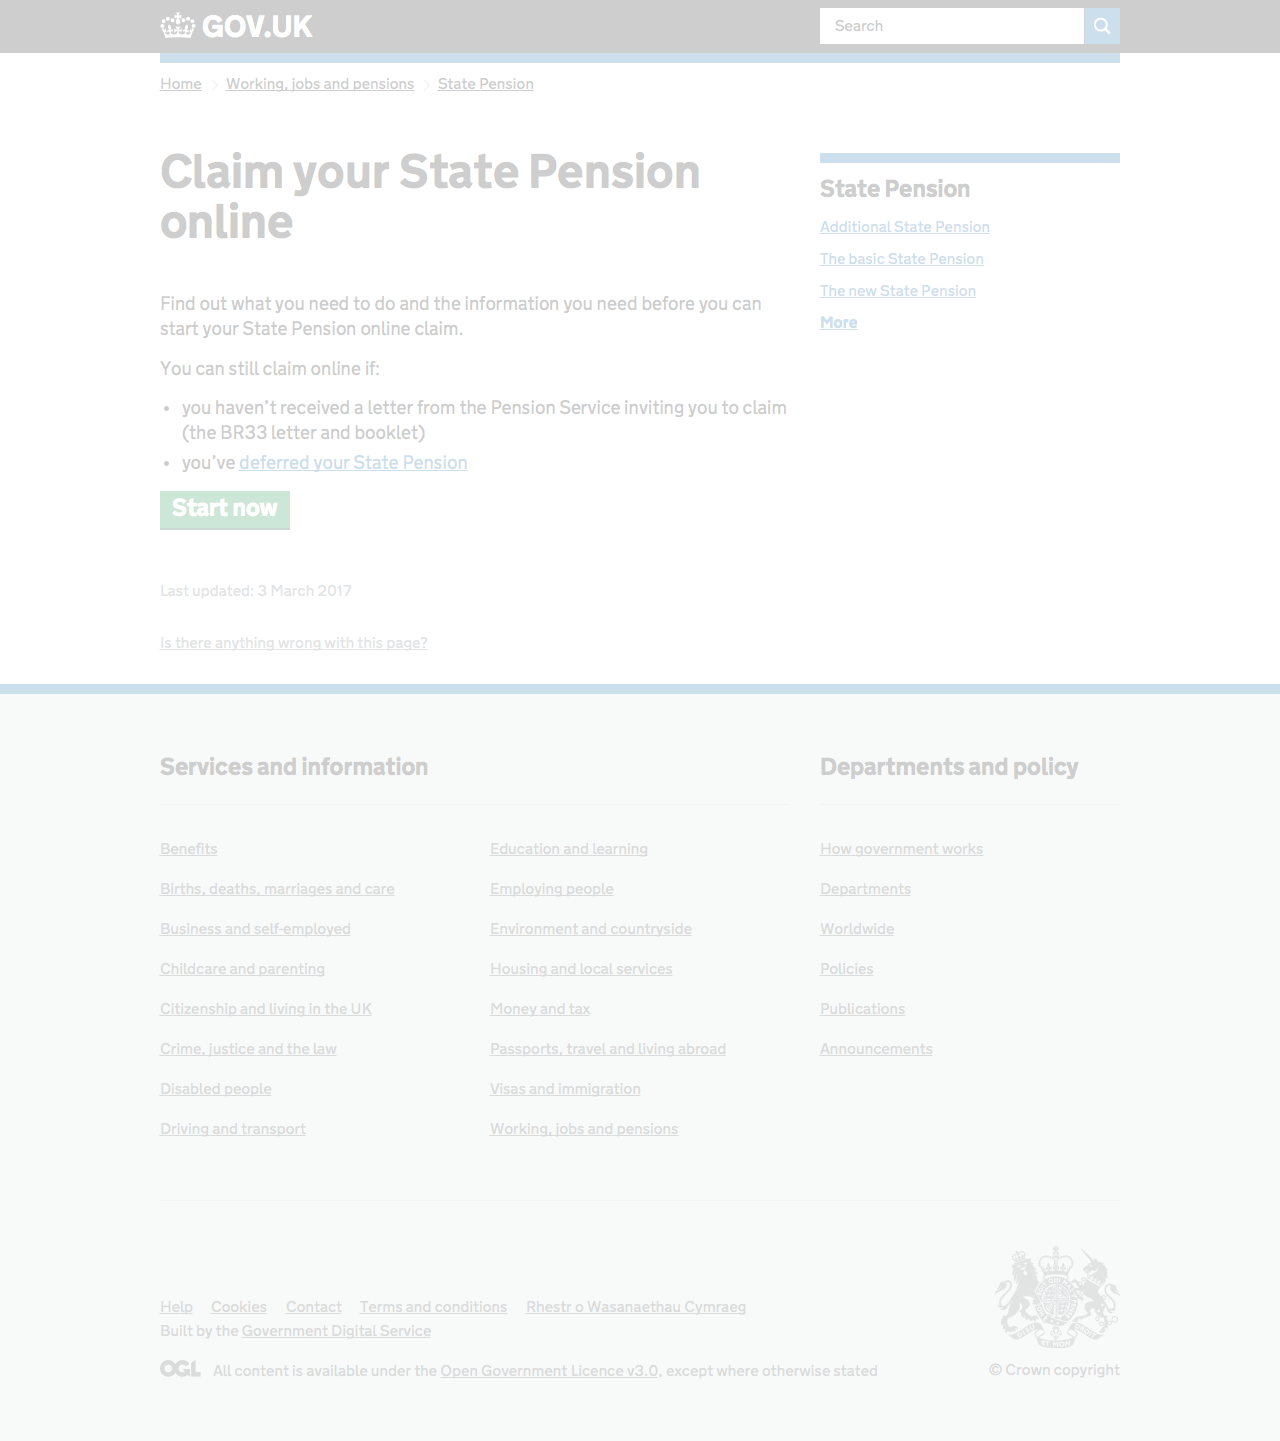 GOV.UK
Search
Home
Working, jobs and pensions
State Pension
Claim your State Pension
online
Find out what you need to do and the information you need before you can
start your State Pension online claim.
You can still claim online if:
• you haven’t received a letter from the Pension Service inviting you to claim
(the BR33 letter and booklet)
• you’ve deferred your State Pension
Start now
Last updated: 3 March 2017
Is there anything wrong with this page?
State Pension
Additional State Pension
The basic State Pension
The new State Pension
More
Services and information
Benefits
Births, deaths, marriages and care
Business and self-employed
Childcare and parenting
Citizenship and living in the UK
Crime, justice and the law
Disabled people
Driving and transport
Education and learning
Employing people
Environment and countryside
Housing and local services
Money and tax
Passports, travel and living abroad
Visas and immigration
Working, jobs and pensions
Departments and policy
How government works
Departments
Worldwide
Policies
Publications
Announcements
Help Cookies Contact Terms and conditions Rhestr o Wasanaethau Cymraeg
Built by the Government Digital Service
OGL All content is available under the Open Government Licence v3.0, except where otherwise stated
© Crown copyright